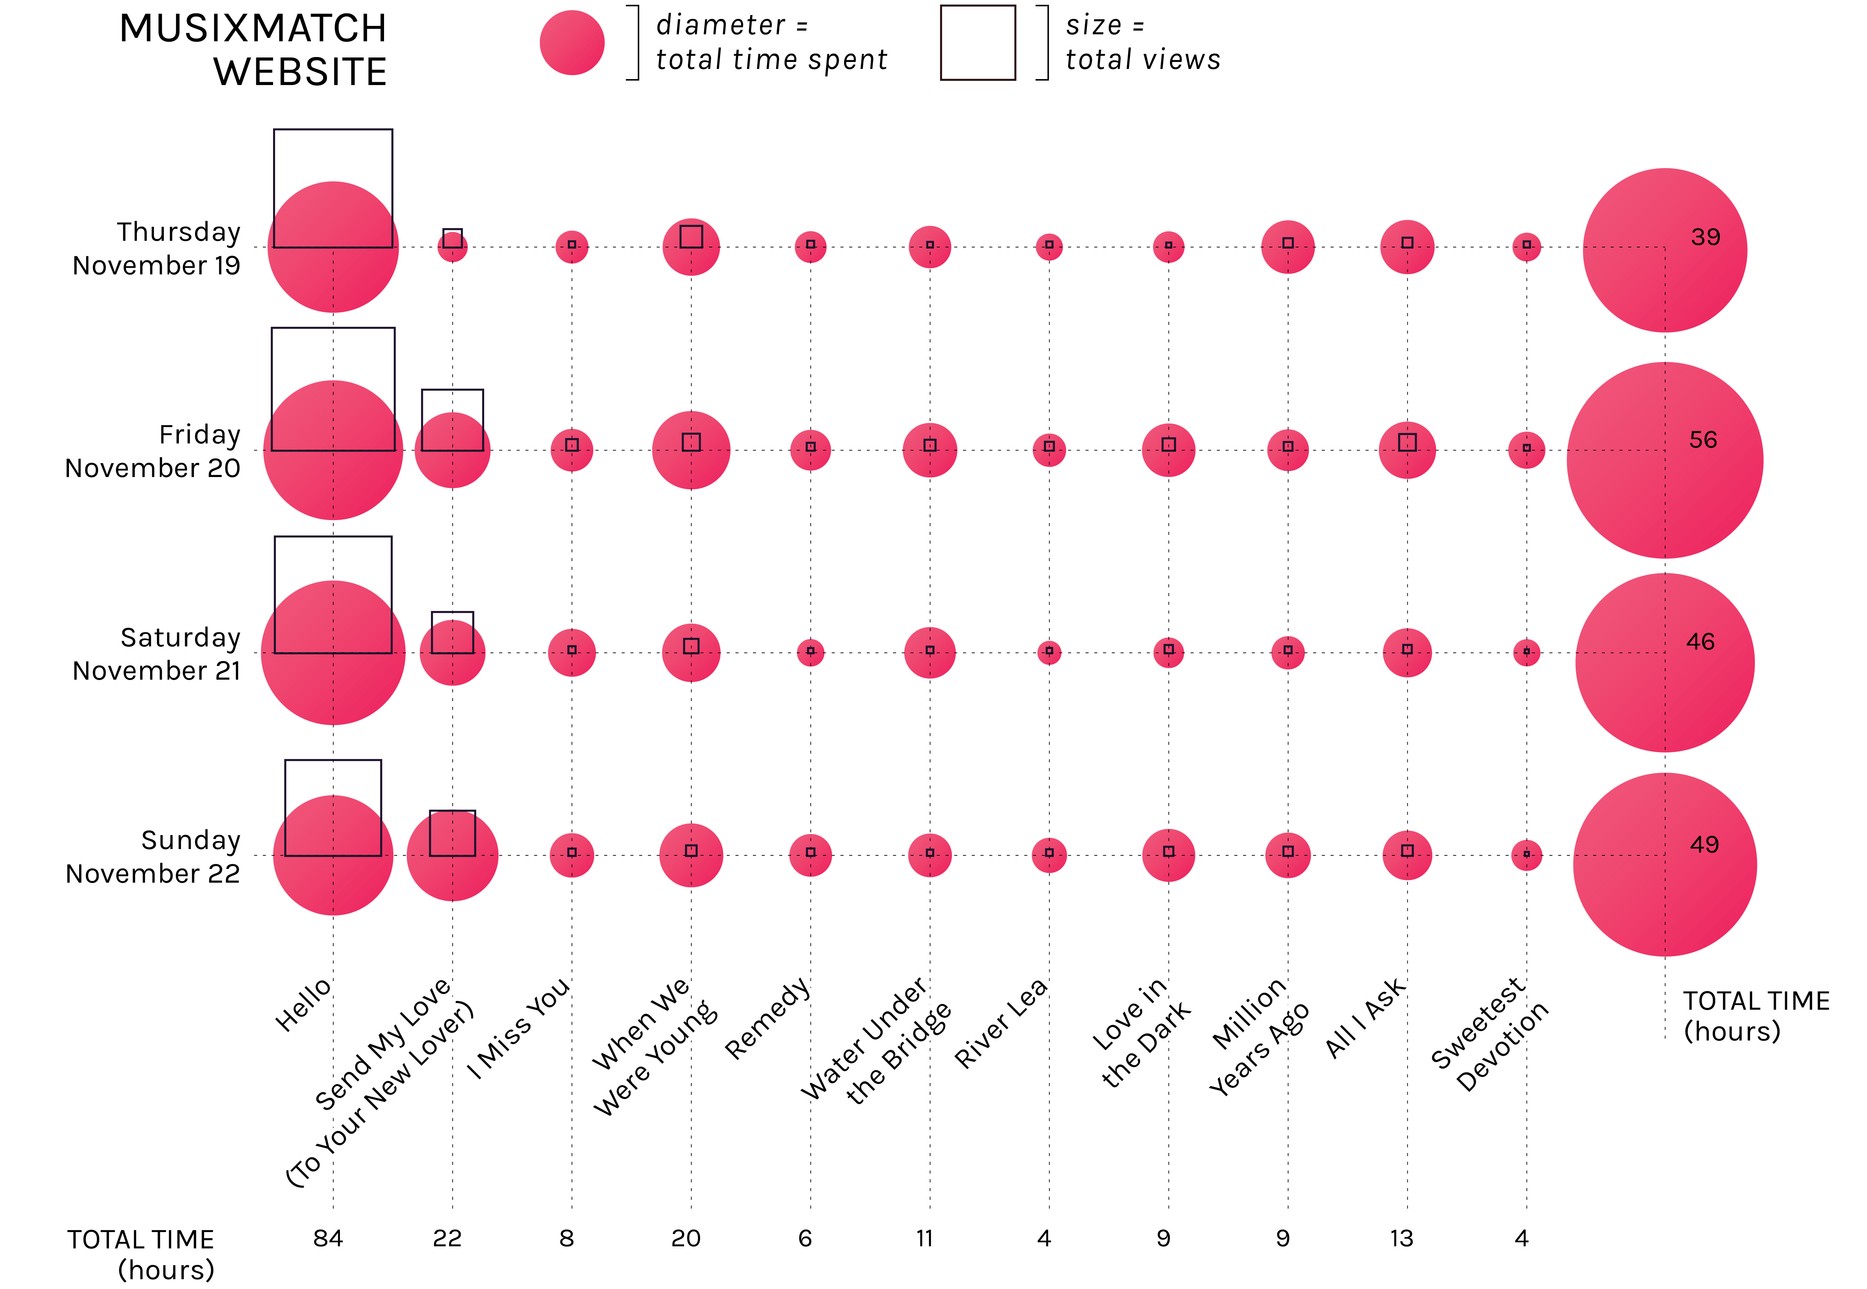 MUSIXMATCH
WEBSITE
diameter =
total time spent
size =
total views
Thursday
November 19
39
Friday
November 20
56
Saturday
November 21
46
Sunday
November 22
49
Hello
Send My Love
(To Your New Lover)
I Miss You
When We
Were Young
Remedy
Water Under
the Bridge
River Lea
Love in
the Dark
Million
Years Ago
All I Ask
Sweetest
Devotion
TOTAL TIME
(hours)
TOTAL TIME
(hours)
84 22 8 20 6 11 4 9 9 13 4